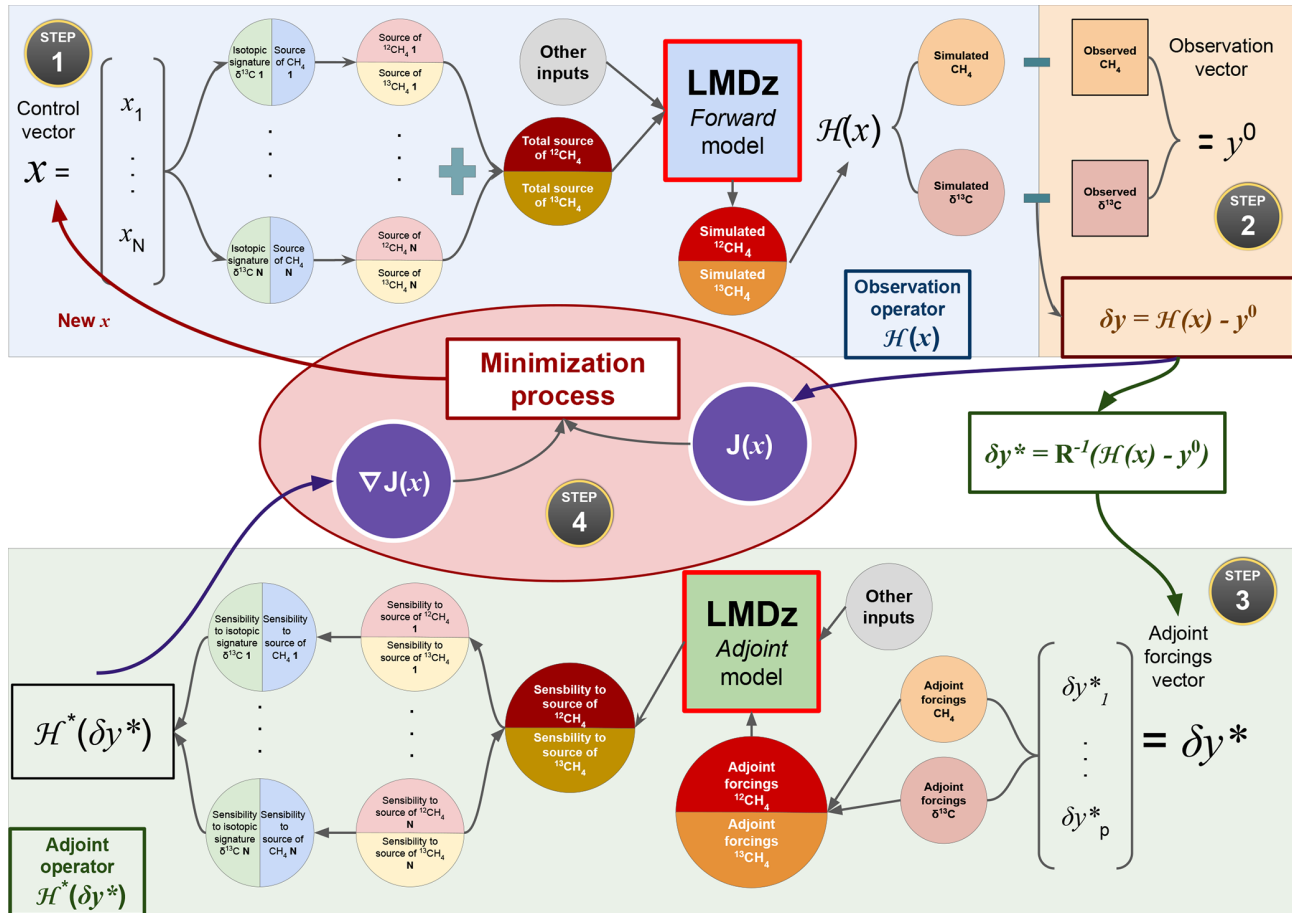 STEP
1
Control
vector
x =
x1
xN
Isotopic
signature
δ¹³C 1
Source
of CH₄
1
Source of
¹²CH₄ 1
Source of
¹³CH₄ 1
Isotopic
signature
δ¹³C N
Source
of CH₄
N
Source of
¹²CH₄ N
Source of
¹³CH₄ N
Other
inputs
Total source
of ¹²CH₄
Total source
of ¹³CH₄
LMDz
Forward
model
Simulated
¹²CH₄
Simulated
¹³CH₄
ℋ(x)
Simulated
CH₄
Simulated
δ¹³C
Observed
CH₄
Observed
δ¹³C
Observation
vector
= y⁰
STEP
2
Observation
operator
ℋ(x)
δy = ℋ(x) - y⁰
New x
Minimization
process
∇J(x)
J(x)
STEP
4
δy* = R⁻¹(ℋ(x) - y⁰)
STEP
3
Adjoint
forcings
vector
δy*₁
δy*p
= δy*
Adjoint
forcings
CH₄
Adjoint
forcings
δ¹³C
Other
inputs
LMDz
Adjoint
model
Adjoint
forcings
¹²CH₄
Adjoint
forcings
¹³CH₄
Sensbility to
source of
¹²CH₄
Sensbility to
source of
¹³CH₄
Sensibility to
source of ¹²CH₄
1
Sensibility to
source of ¹³CH₄
1
Sensibility to
source of ¹²CH₄
N
Sensibility to
source of ¹³CH₄
N
Sensibility
to isotopic
signature
δ¹³C 1
Sensibility
to
source of
CH₄ 1
Sensibility
to isotopic
signature
δ¹³C N
Sensibility
to
source of
CH₄ N
ℋ*(δy*)
Adjoint
operator
ℋ*(δy*)